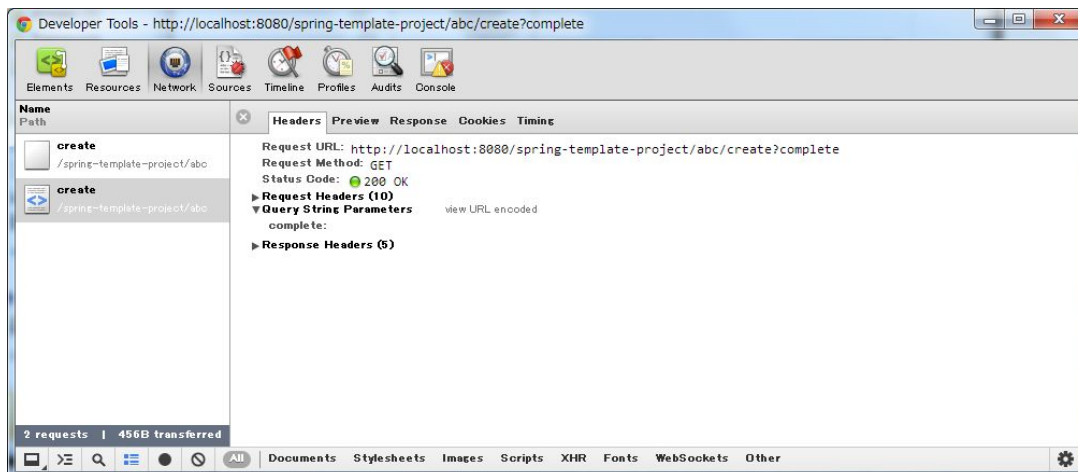 Developer Tools - http://localhost:8080/spring-template-project/abc/create?complete
Elements Resources Network Sources Timeline Profiles Audits Console
Name
Path
Headers Preview Response Cookies Timing
create
/spring-template-project/abc
create
/spring-template-project/abc
Request URL: http://localhost:8080/spring-template-project/abc/create?complete
Request Method: GET
Status Code: 200 OK
Request Headers (10)
Query String Parameters view URL encoded
complete:
Response Headers (5)
2 requests | 456B transferred
All Documents Stylesheets Images Scripts XHR Fonts WebSockets Other